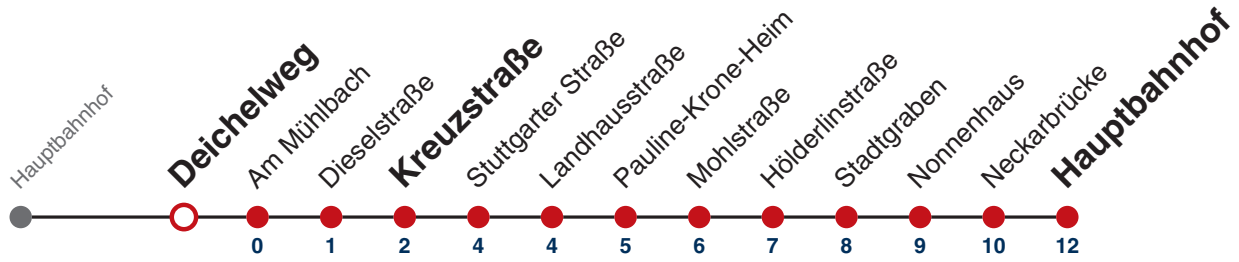 Hauptbahnhof
Deichelweg
Am Mühlbach
Dieselstraße
Kreuzstraße
Stuttgarter Straße
Landhausstraße
Pauline-Krone-Heim
Mohlstraße
Hölderlinstraße
Stadtgraben
Nonnenhaus
Neckarbrücke
Hauptbahnhof
0 1 2 4 4 5 6 7 8 9 10 12